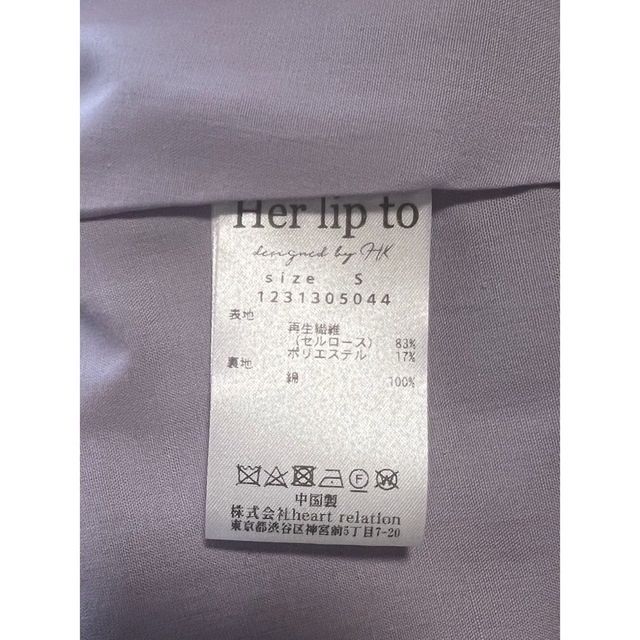 Her lip to
designed by HK
size S
1231305044
表地
再生繊維
(セルロース) 83%
ポリエステル 17%
裏地
綿 100%
中国製
株式会社heart relation
東京都渋谷区神宮前5丁目7-20